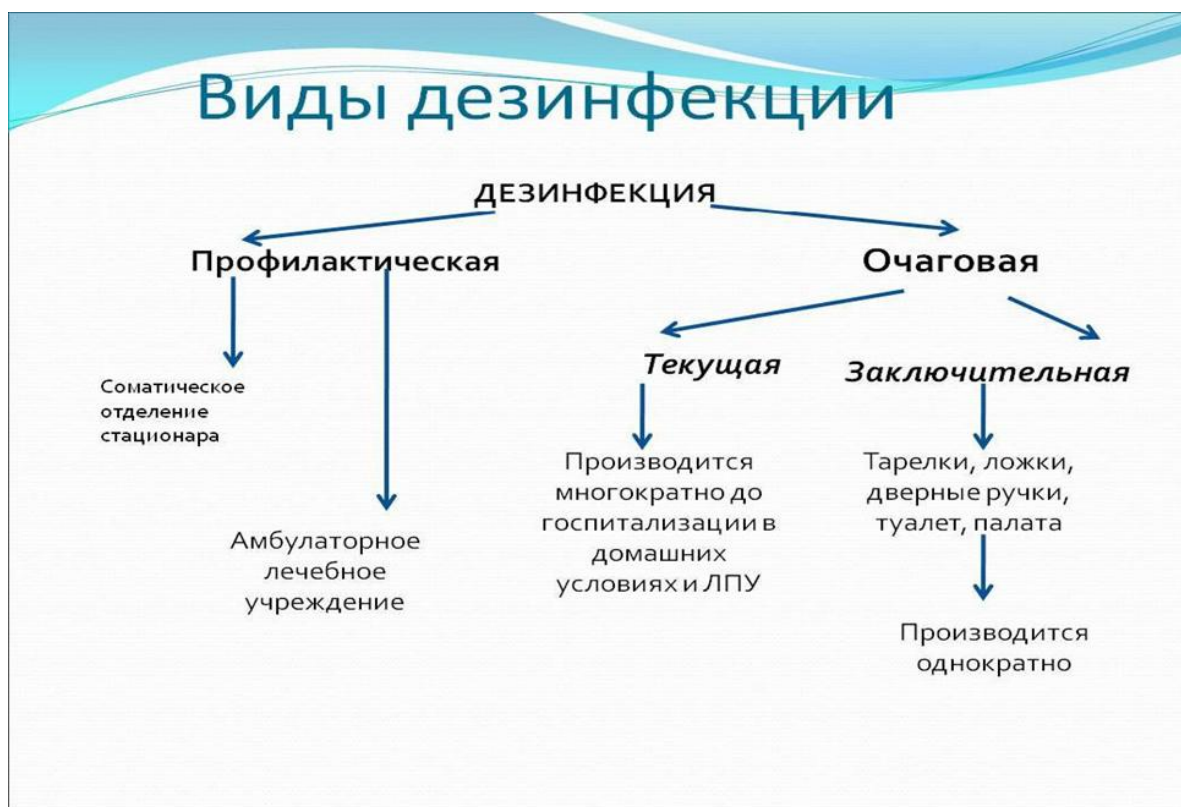 Виды дезинфекции
ДЕЗИНФЕКЦИЯ
Профилактическая
Очаговая
Соматическое
отделение
стационара
Амбулаторное
лечебное
учреждение
Текущая
Производится
многократно до
госпитализации в
домашних
условиях и ЛПУ
Заключительная
Тарелки, ложки,
дверные ручки,
туалет, палата
Производится
однократно